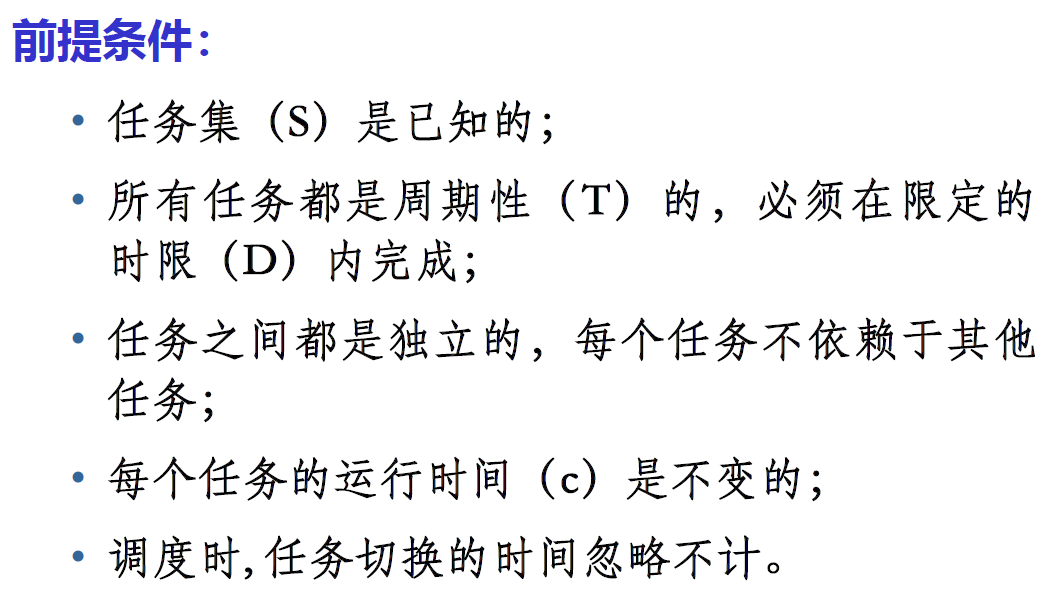 前提条件：
• 任务集（S）是已知的；
• 所有任务都是周期性（T）的，必须在限定的
时限（D）内完成；
• 任务之间都是独立的，每个任务不依赖于其他
任务；
• 每个任务的运行时间（c）是不变的；
• 调度时,任务切换的时间忽略不计。